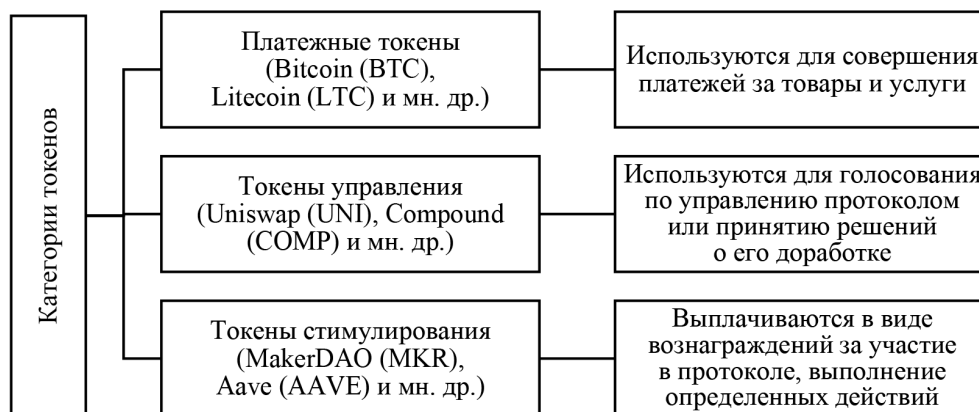 Категории токенов
Платежные токены
(Bitcoin (BTC),
Litecoin (LTC) и мн. др.)
Используются для совершения
платежей за товары и услуги
Токены управления
(Uniswap (UNI), Compound
(COMP) и мн. др.)
Используются для голосования
по управлению протоколом
или принятию решений
о его доработке
Токены стимулирования
(MakerDAO (MKR),
Aave (AAVE) и мн. др.)
Выплачиваются в виде
вознаграждений за участие
в протоколе, выполнение
определенных действий